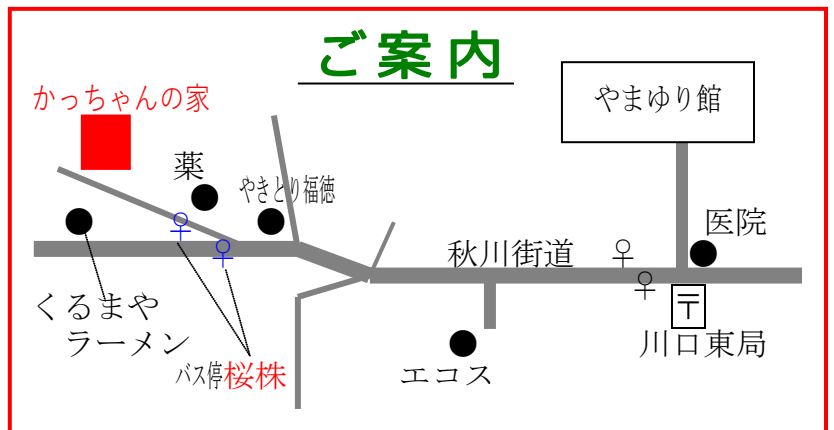 ご案内
かっちゃんの家
やまゆり館
薬
やきとり福徳
医院
秋川街道
くるまや
ラーメン
〒
川口東局
バス停桜株
エコス